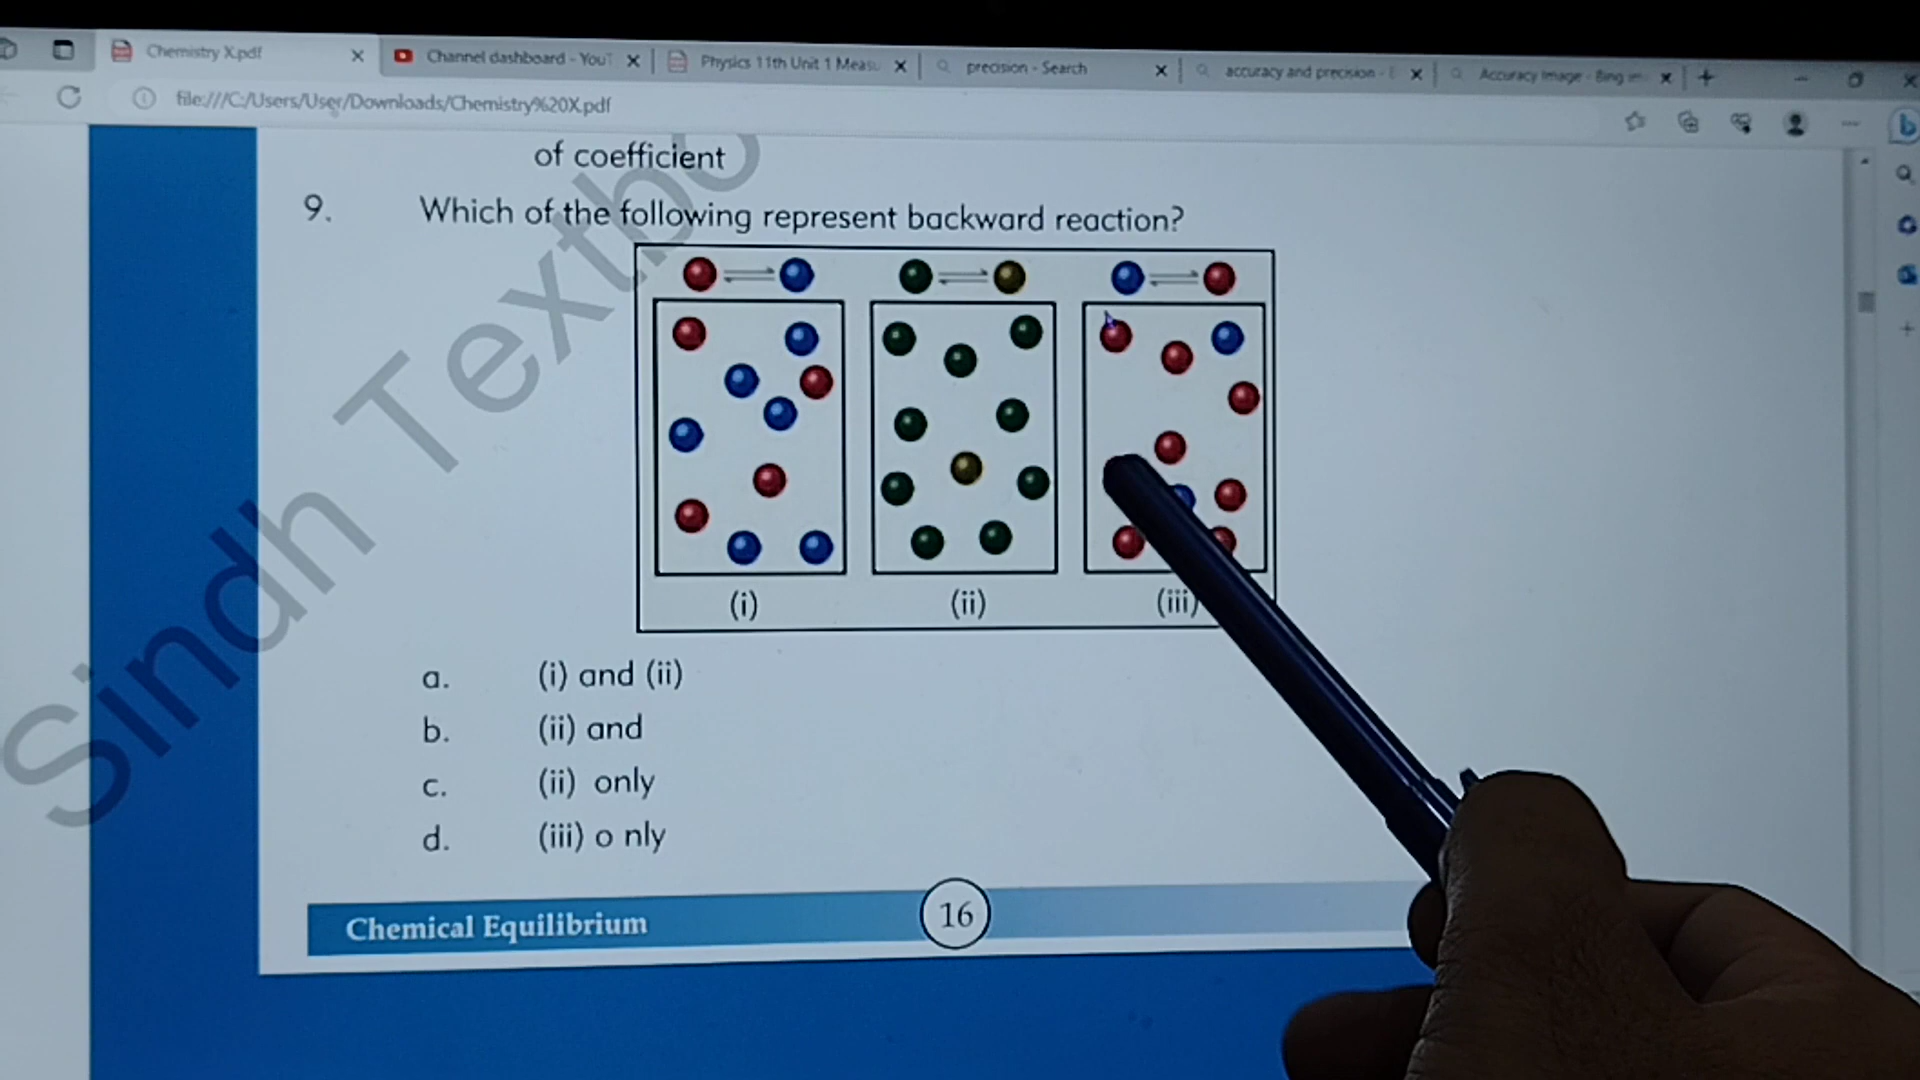 Chemistry X.pdf
Channel dashboard - YouT
Physics 11th Unit 1 Measu
precision - Search
accuracy and precision - E
Accuracy Image - Bing im
file:///C:/Users/User/Downloads/Chemistry%20X.pdf
of coefficient
9. Which of the following represent backward reaction?
(i) (ii) (iii)
a. (i) and (ii)
b. (ii) and
c. (ii) only
d. (iii) o nly
Chemical Equilibrium 16
Sindh Textbo